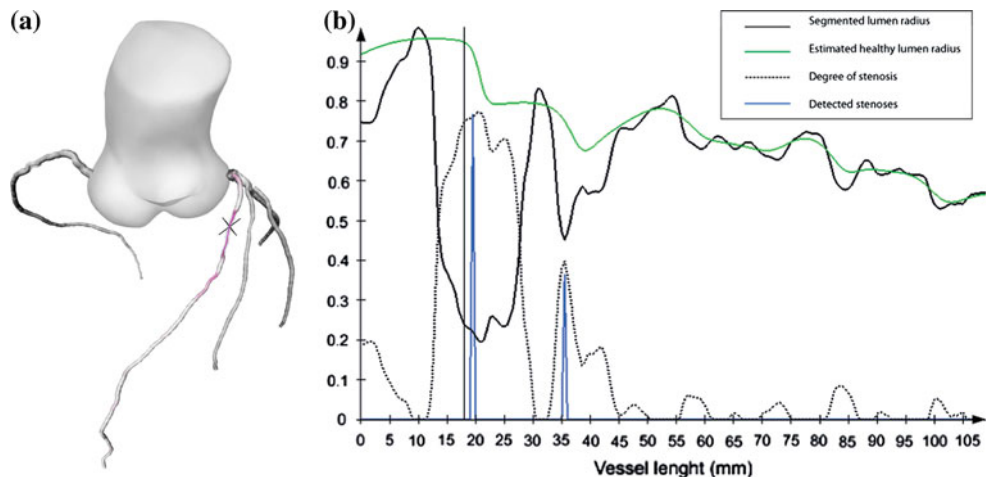 (a)
(b)
Segmented lumen radius
Estimated healthy lumen radius
Degree of stenosis
Detected stenoses
0.9
0.8
0.7
0.6
0.5
0.4
0.3
0.2
0.1
0
0 5 10 15 20 25 30 35 40 45 50 55 60 65 70 75 80 85 90 95 100 105
Vessel lenght (mm)